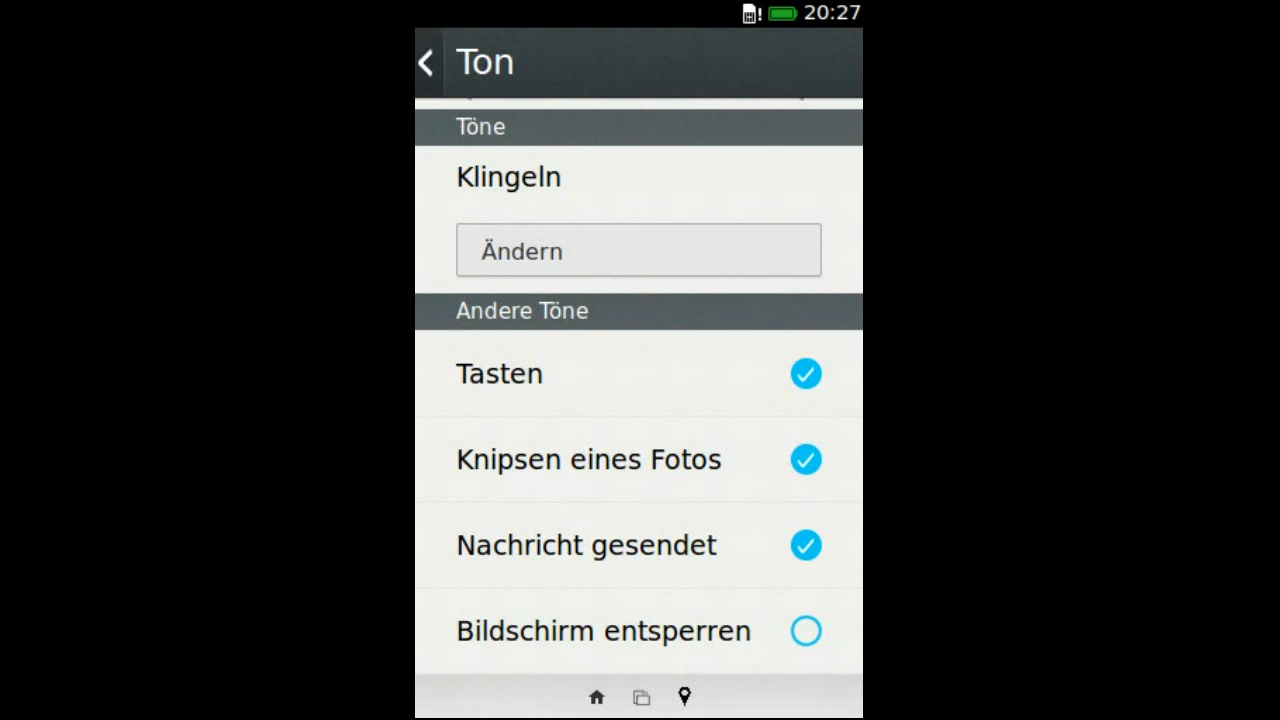 20:27
Ton
Töne
Klingeln
Ändern
Andere Töne
Tasten
Knipsen eines Fotos
Nachricht gesendet
Bildschirm entsperren